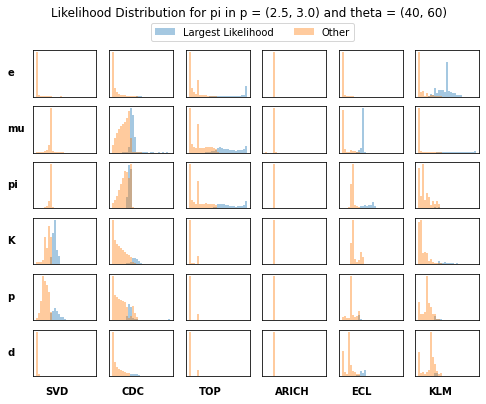 Likelihood Distribution for pi in p = (2.5, 3.0) and theta = (40, 60)
Largest Likelihood Other
e
mu
pi
K
p
d
SVD CDC TOP ARICH ECL KLM